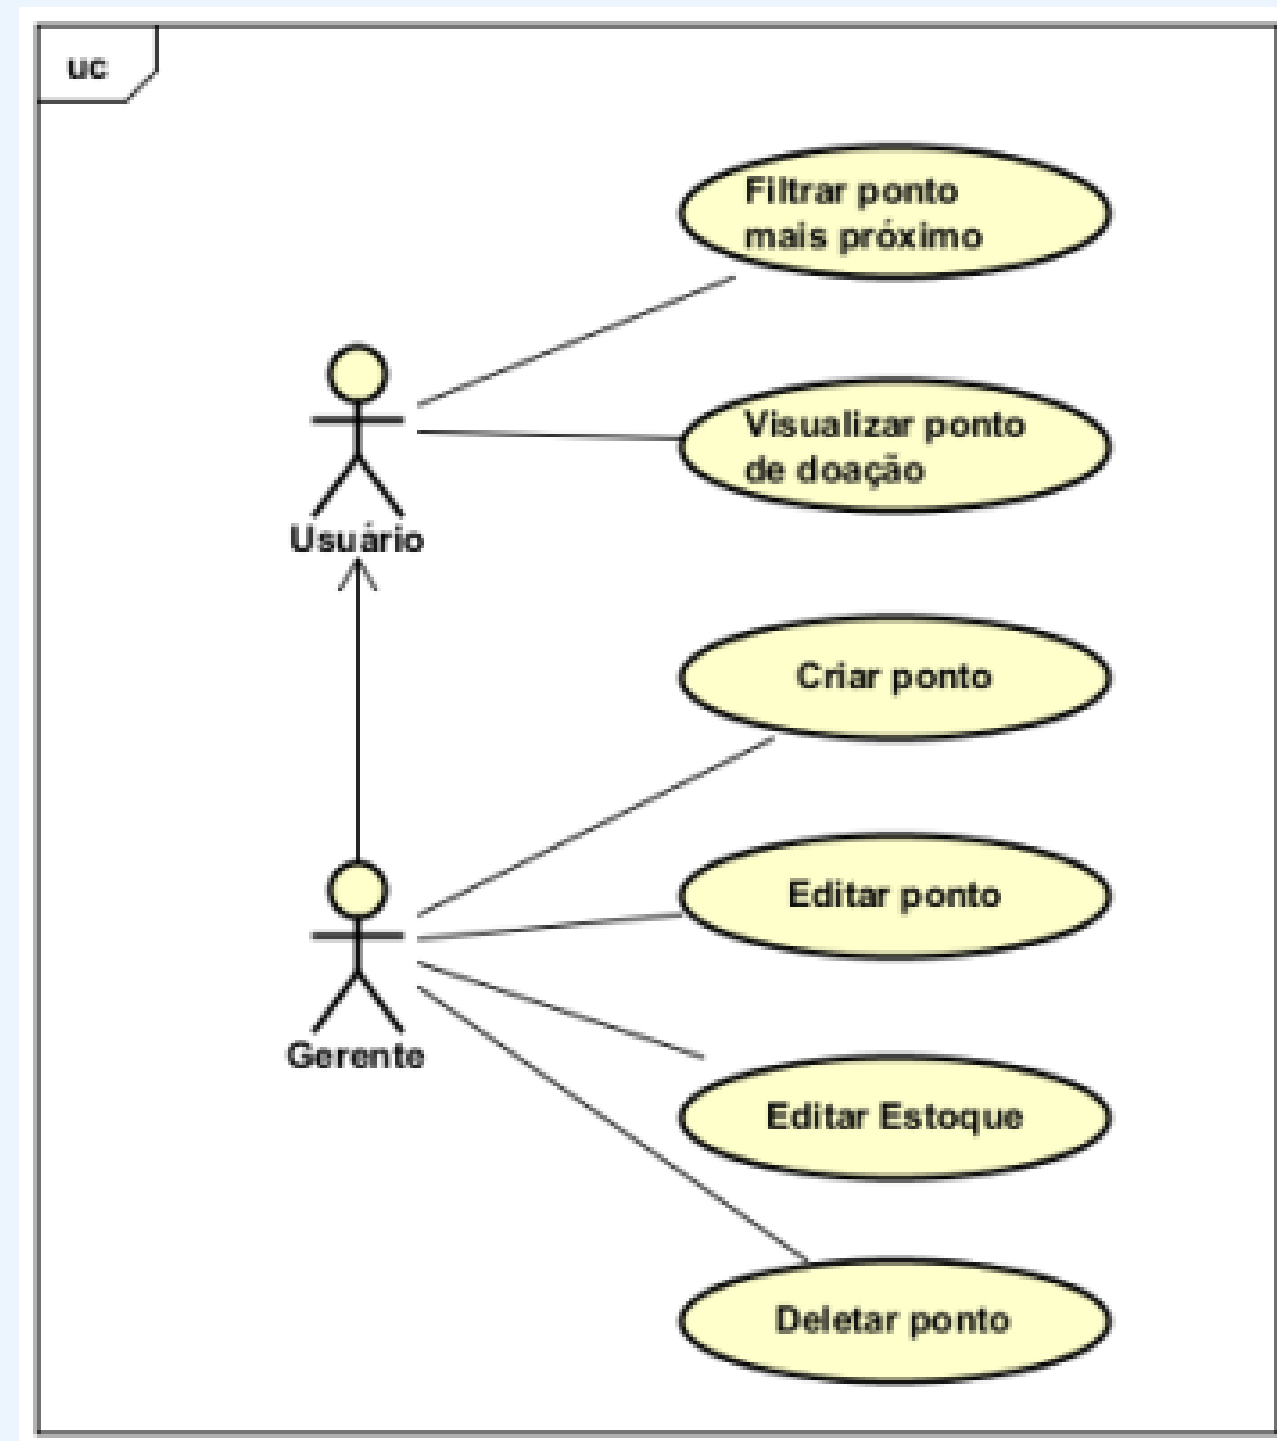 uc
Filtrar ponto
mais próximo
Visualizar ponto
de doação
Usuário
Criar ponto
Editar ponto
Gerente
Editar Estoque
Deletar ponto